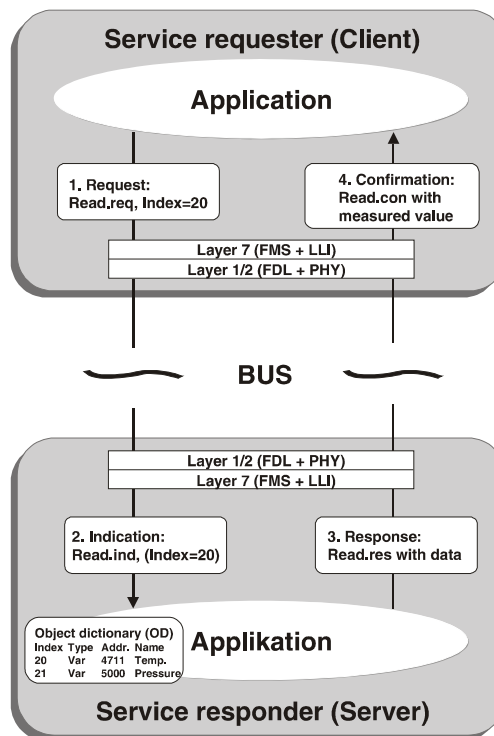 Service requester (Client)
Application
1. Request:
Read.req, Index=20
4. Confirmation:
Read.con with
measured value
Layer 7 (FMS + LLI)
Layer 1/2 (FDL + PHY)
BUS
Layer 1/2 (FDL + PHY)
Layer 7 (FMS + LLI)
2. Indication:
Read.ind, (Index=20)
3. Response:
Read.res with data
Object dictionary (OD)
Index Type Addr. Name
20 Var 4711 Temp.
21 Var 5000 Pressure
Applikation
Service responder (Server)